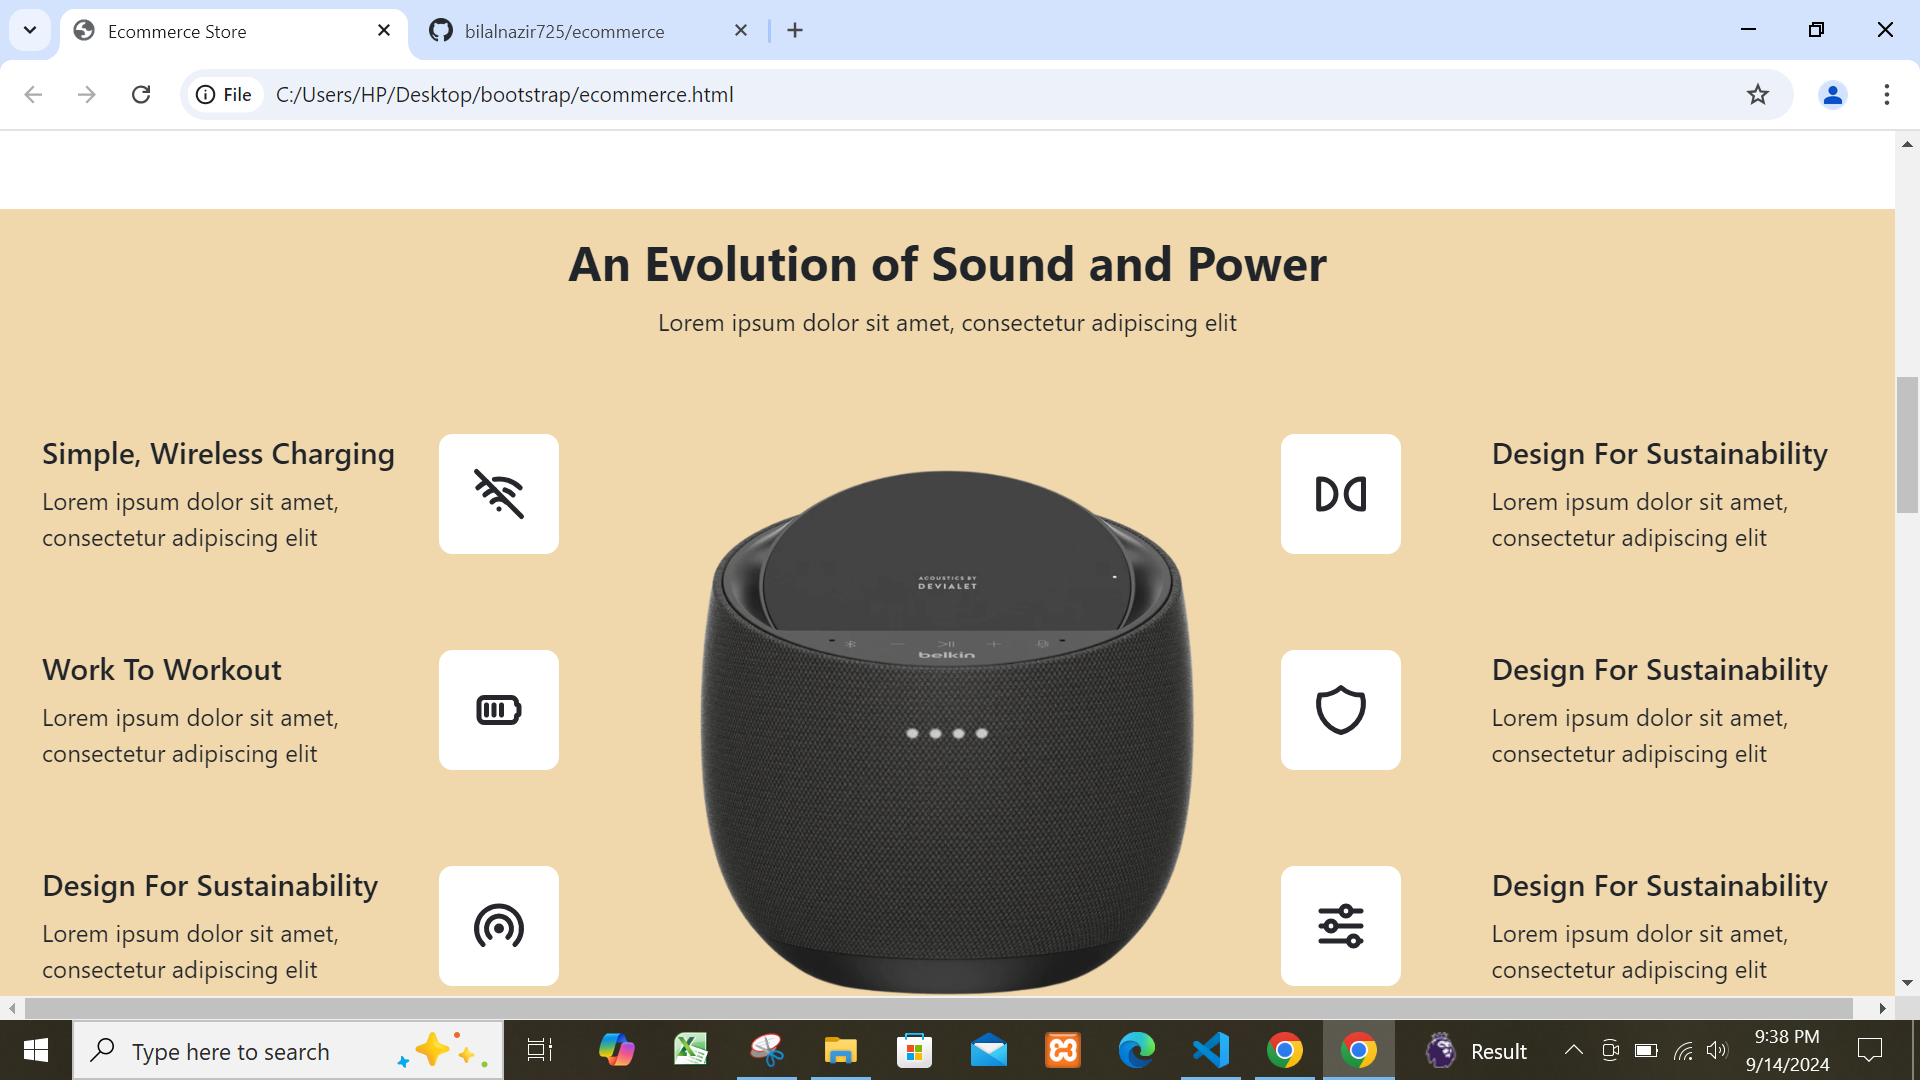 Ecommerce Store
bilalnazir725/ecommerce
File
C:/Users/HP/Desktop/bootstrap/ecommerce.html
An Evolution of Sound and Power
Lorem ipsum dolor sit amet, consectetur adipiscing elit
Simple, Wireless Charging
Lorem ipsum dolor sit amet,
consectetur adipiscing elit
Work To Workout
Lorem ipsum dolor sit amet,
consectetur adipiscing elit
Design For Sustainability
Lorem ipsum dolor sit amet,
consectetur adipiscing elit
ACOUSTICS BY
DEVIALET
belkin
Design For Sustainability
Lorem ipsum dolor sit amet,
consectetur adipiscing elit
Design For Sustainability
Lorem ipsum dolor sit amet,
consectetur adipiscing elit
Design For Sustainability
Lorem ipsum dolor sit amet,
consectetur adipiscing elit
Type here to search
Result
9:38 PM
9/14/2024